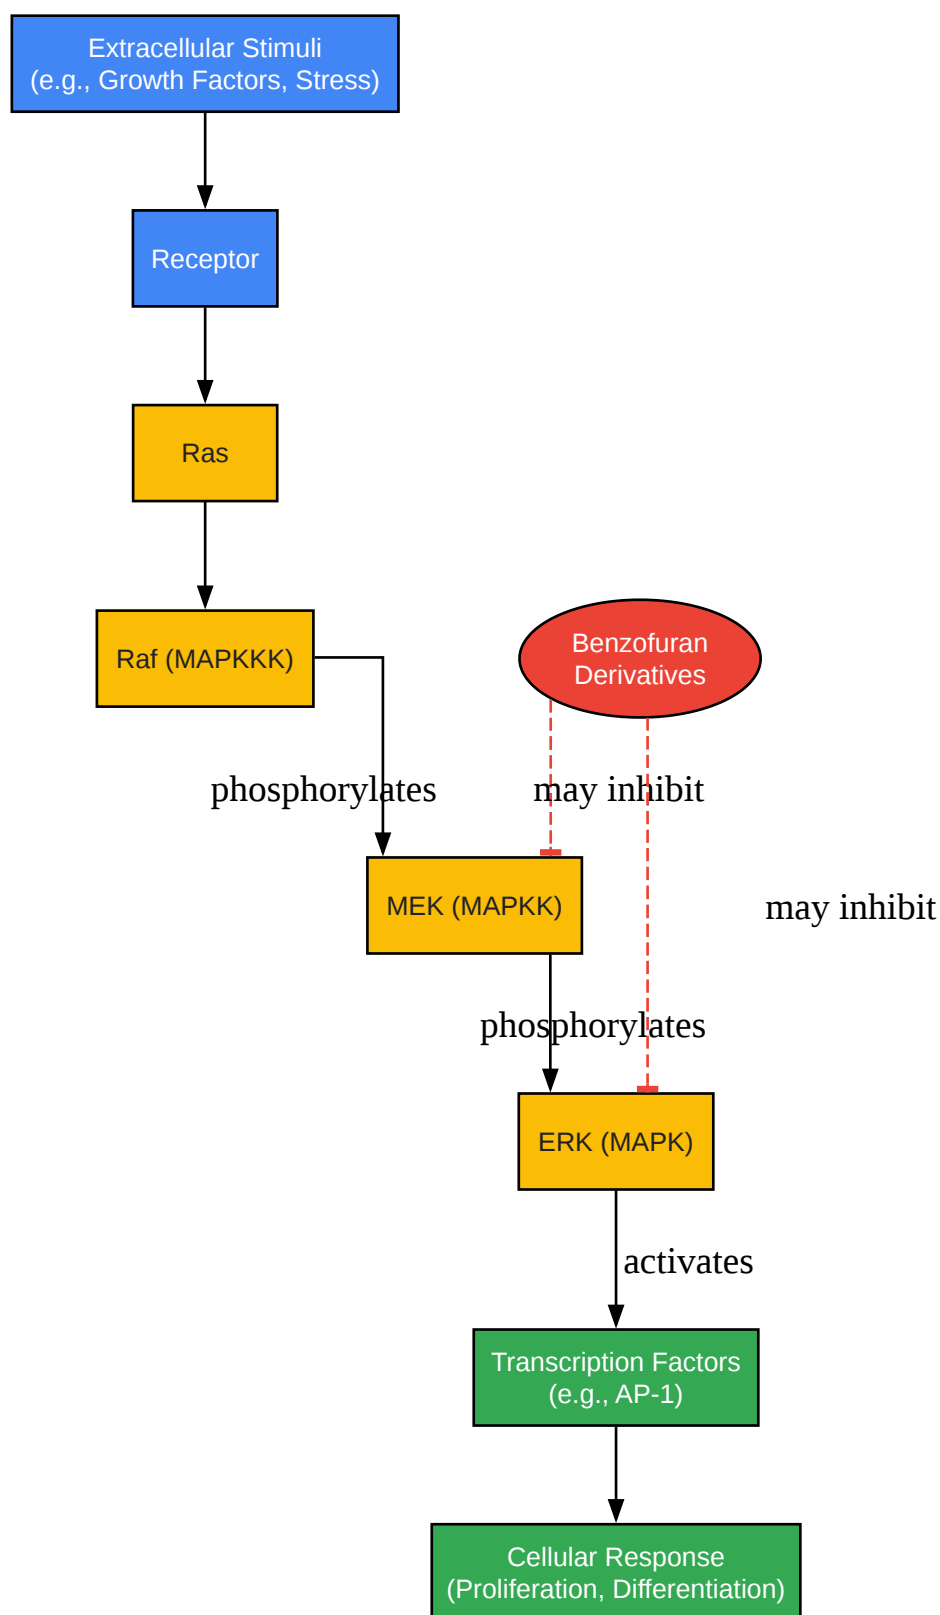 Extracellular Stimuli
(e.g., Growth Factors, Stress)
Receptor
Ras
Raf (MAPKKK)
Benzofuran
Derivatives
phosphorylates
may inhibit
MEK (MAPKK)
may inhibit
phosphorylates
ERK (MAPK)
activates
Transcription Factors
(e.g., AP-1)
Cellular Response
(Proliferation, Differentiation)